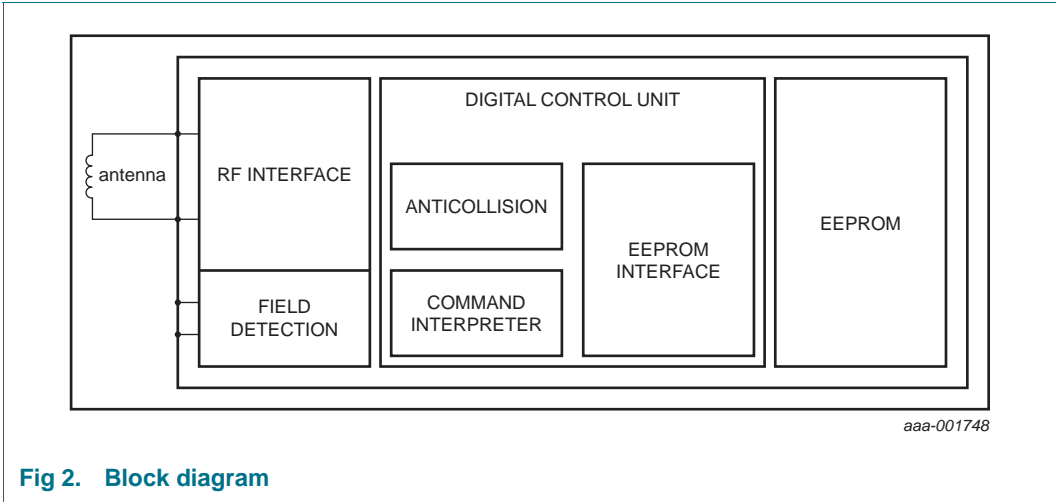 DIGITAL CONTROL UNIT
antenna
RF INTERFACE
ANTICOLLISION
EEPROM
INTERFACE
EEPROM
FIELD
DETECTION
COMMAND
INTERPRETER
aaa-001748
Fig 2. Block diagram